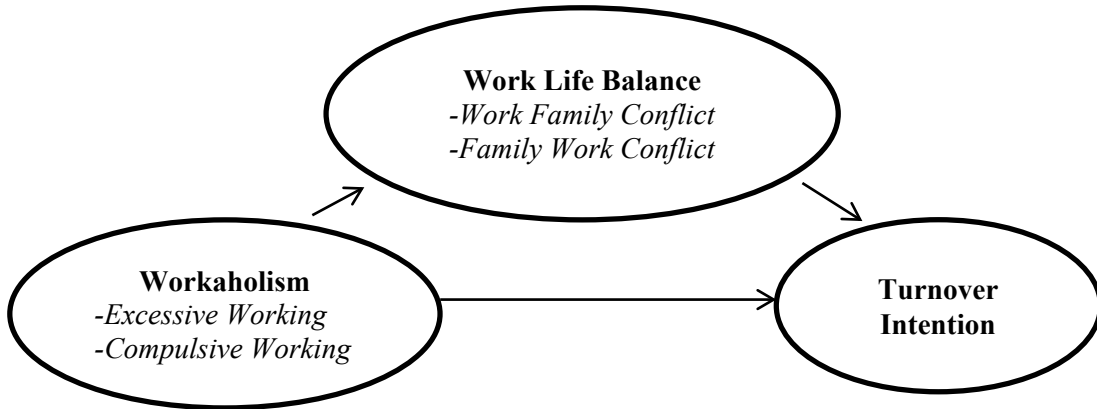 Work Life Balance
-Work Family Conflict
-Family Work Conflict
Workaholism
-Excessive Working
-Compulsive Working
Turnover
Intention